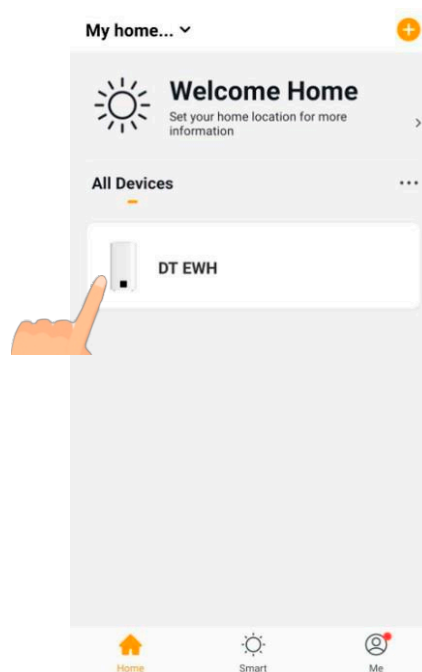 My home...
Welcome Home
Set your home location for more
information
All Devices
...
DT EWH
Home
Smart
Me